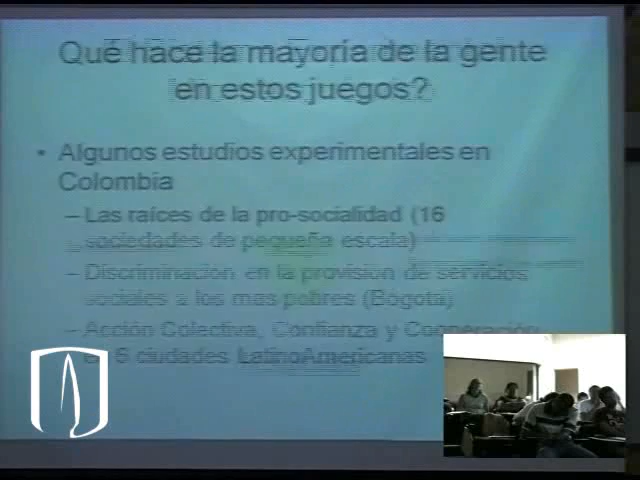 Qué hace la mayoría de la gente
en estos juegos?
• Algunos estudios experimentales en
Colombia
– Las raíces de la pro-socialidad (16
sociedades de pequeña escala)
– Discriminación en la provisión de servicios
sociales a los mas pobres (Bogota)
– Acción Colectiva, Confianza y Cooperación
en 6 ciudades LatinoAmericanas